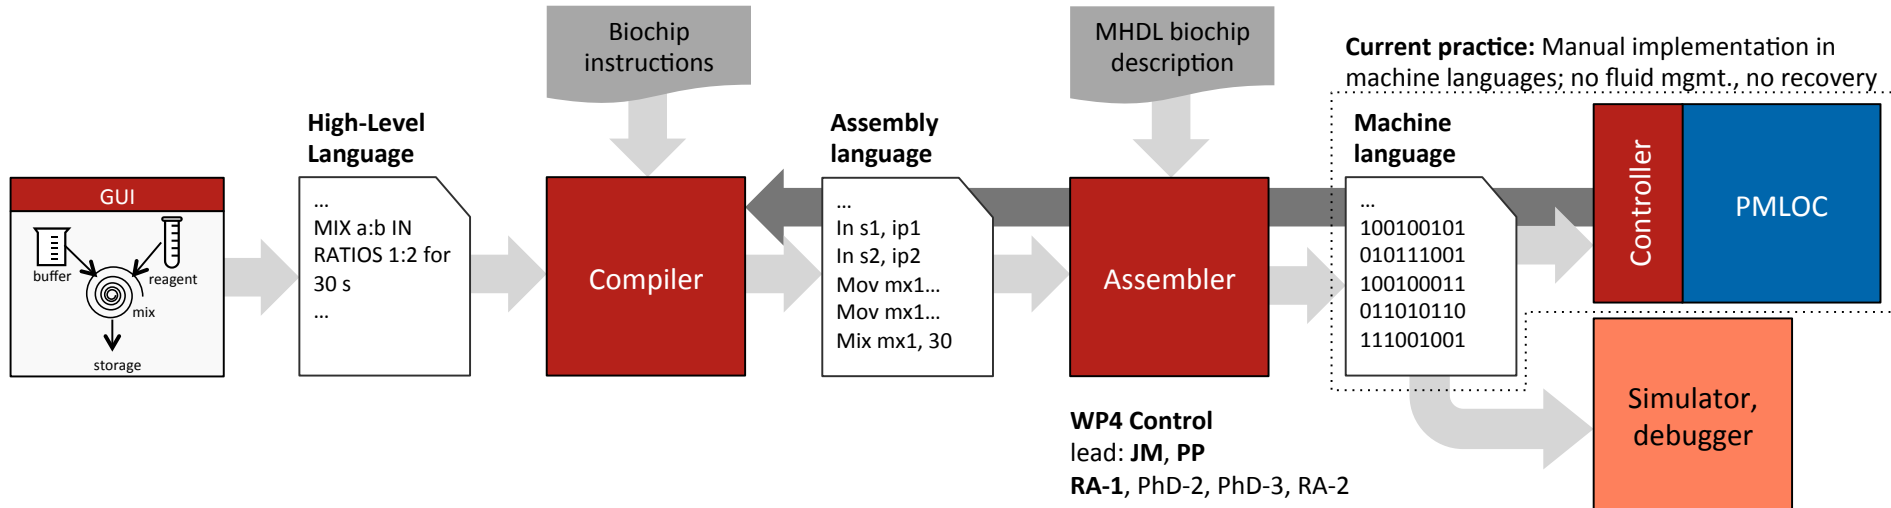 Biochip
instructions
MHDL biochip
description
Current practice: Manual implementation in
machine languages; no fluid mgmt., no recovery
High-Level
Language
Assembly
language
Machine
language
GUI
buffer
reagent
mix
storage
...
MIX a:b IN
RATIOS 1:2 for
30 s
...
Compiler
...
In s1, ip1
In s2, ip2
Mov mx1...
Mov mx1...
Mix mx1, 30
Assembler
...
100100101
010111001
100100011
011010110
111001001
Controller
PMLOC
Simulator,
debugger
WP4 Control
lead: JM, PP
RA-1, PhD-2, PhD-3, RA-2